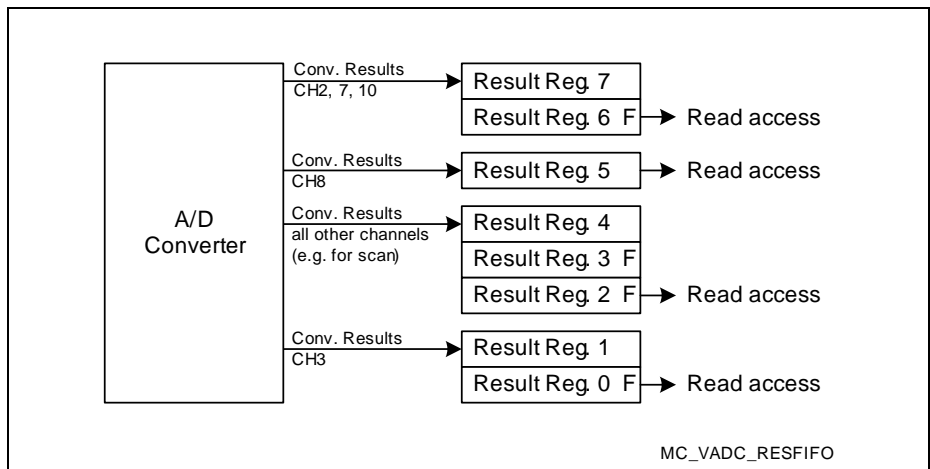 A/D
Converter
Conv. Results
CH2, 7, 10
Result Reg. 7
Result Reg. 6 F
Read access
Conv. Results
CH8
Result Reg. 5
Read access
Conv. Results
all other channels
(e.g. for scan)
Result Reg. 4
Result Reg. 3 F
Result Reg. 2 F
Read access
Conv. Results
CH3
Result Reg. 1
Result Reg. 0 F
Read access
MC_VADC_RESFIFO